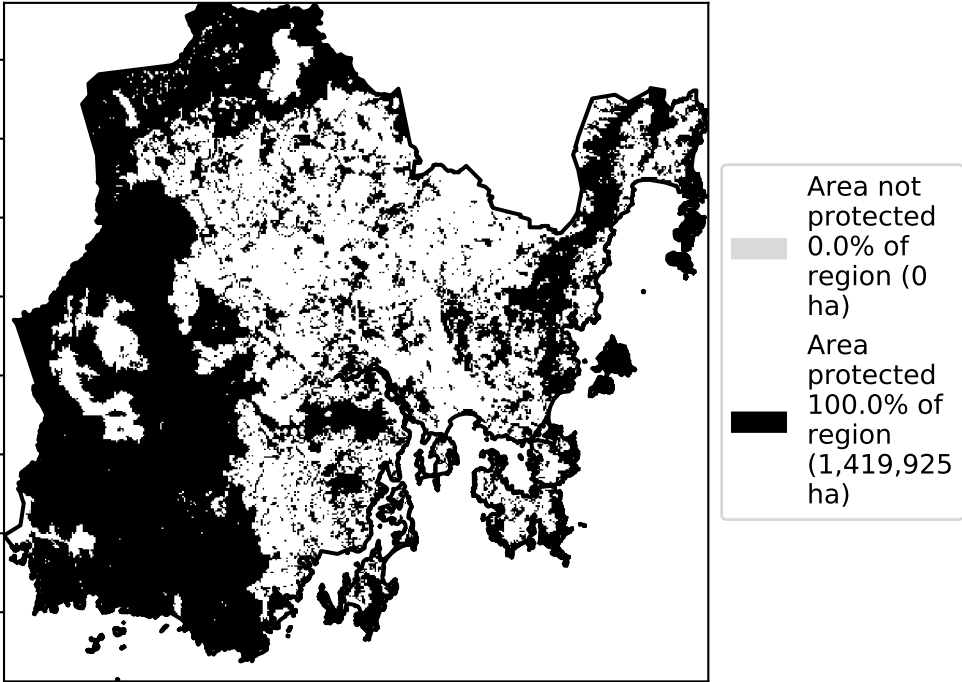 Area not
protected
0.0% of
region (0
ha)
Area
protected
100.0% of
region
(1,419,925
ha)